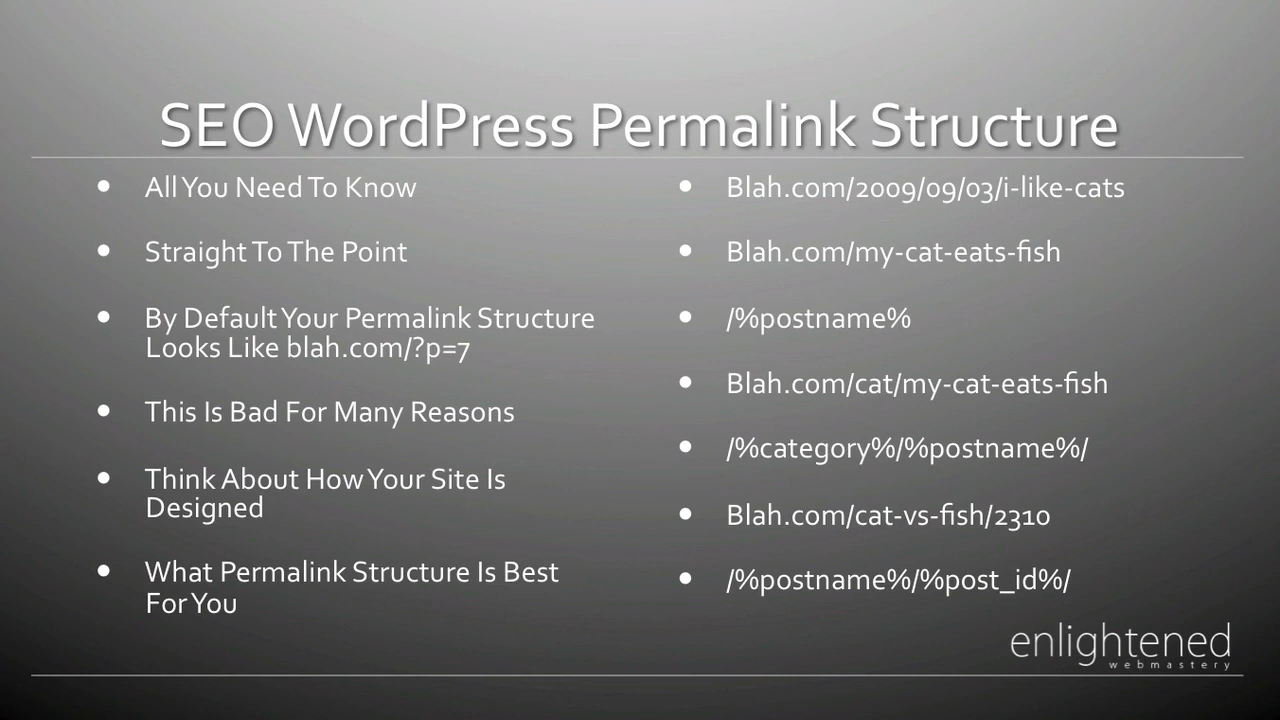 SEO WordPress Permalink Structure
All You Need To Know
Straight To The Point
By Default Your Permalink Structure
Looks Like blah.com/?p=7
This Is Bad For Many Reasons
Think About How Your Site Is
Designed
What Permalink Structure Is Best
For You
Blah.com/2009/09/03/i-like-cats
Blah.com/my-cat-eats-fish
/%postname%
Blah.com/cat/my-cat-eats-fish
/%category%/%postname%/
Blah.com/cat-vs-fish/2310
/%postname%/%post_id%/
enlightened
webmastery